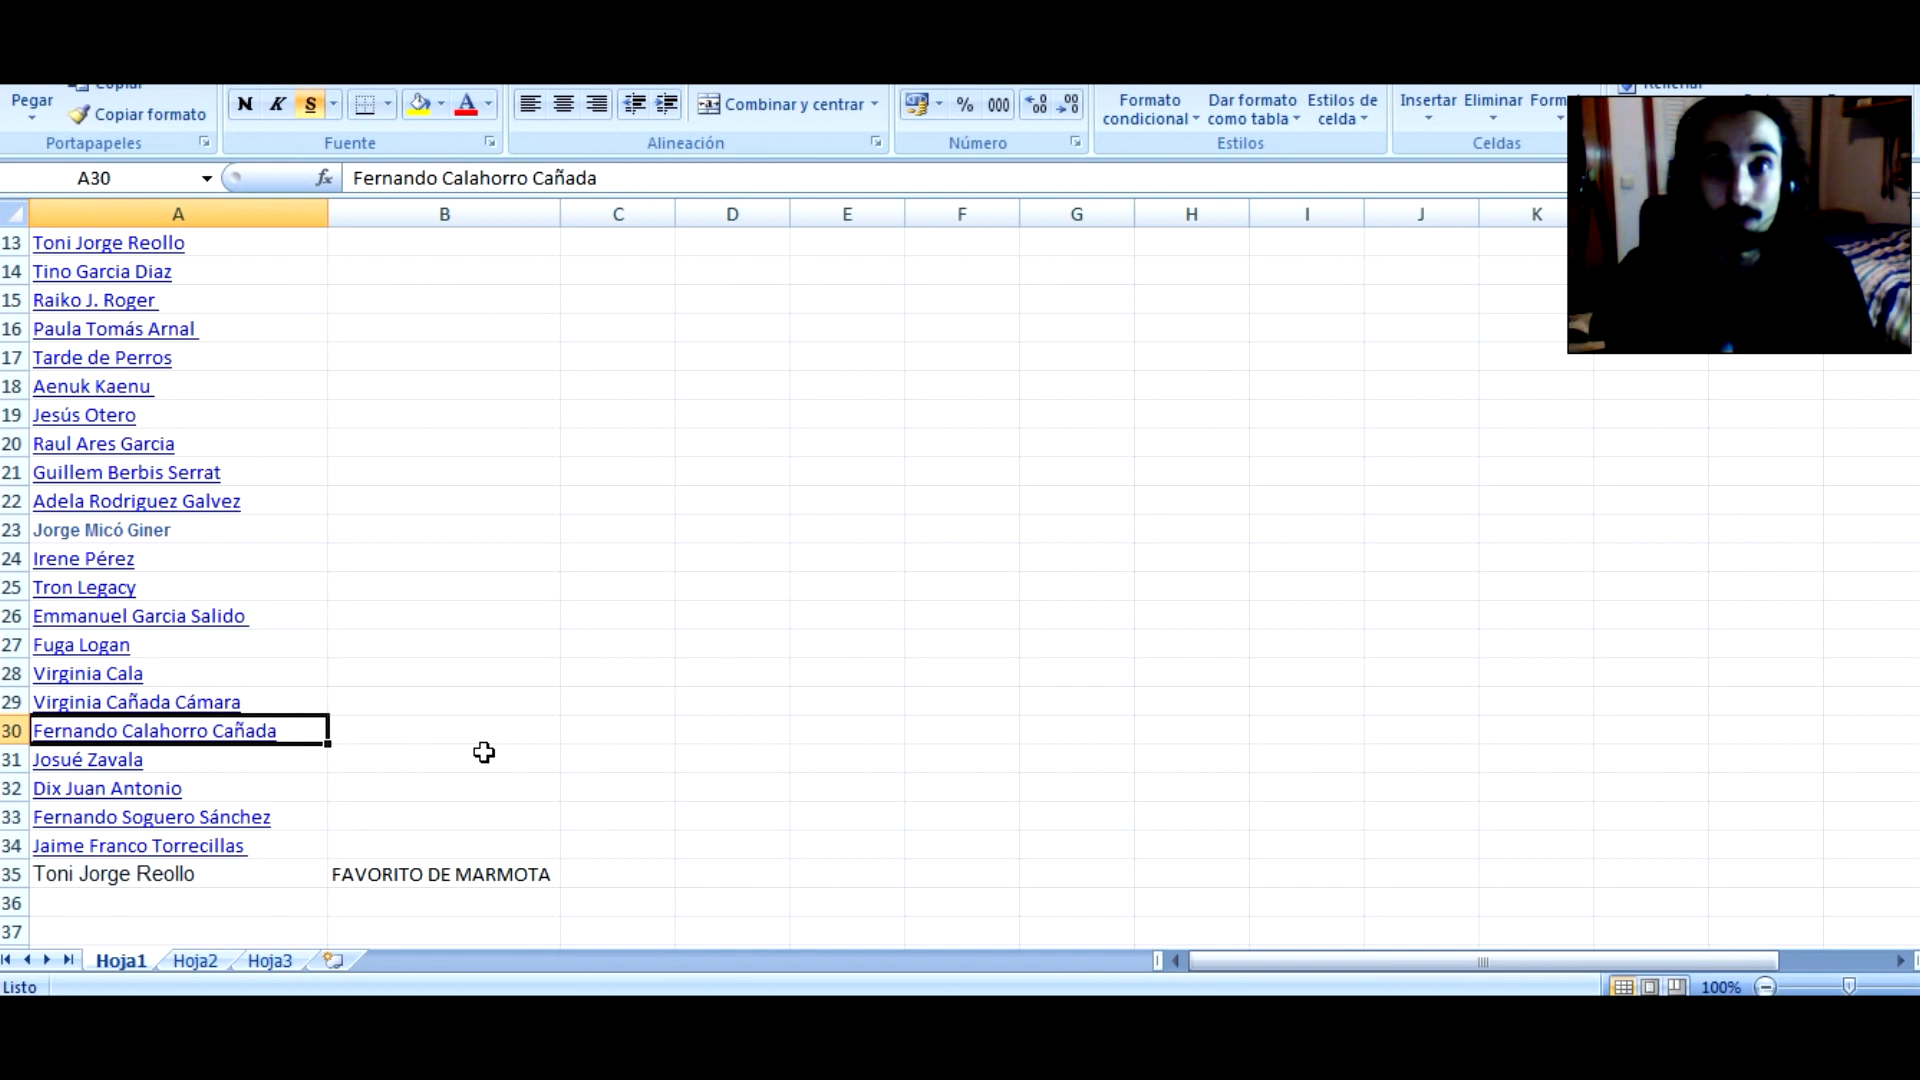 Pegar
Copiar
Copiar formato
Portapapeles
N K S
A
Fuente
Combinar y centrar
Alineación
% 000
Número
Formato condicional
Dar formato como tabla
Estilos de celda
Estilos
Insertar Eliminar Form
Celdas
Rellenar
A30
fx
Fernando Calahorro Cañada
A B C D E F G H I J K
13 Toni Jorge Reollo
14 Tino Garcia Diaz
15 Raiko J. Roger
16 Paula Tomás Arnal
17 Tarde de Perros
18 Aenuk Kaenu
19 Jesús Otero
20 Raul Ares Garcia
21 Guillem Berbis Serrat
22 Adela Rodriguez Galvez
23 Jorge Micó Giner
24 Irene Pérez
25 Tron Legacy
26 Emmanuel Garcia Salido
27 Fuga Logan
28 Virginia Cala
29 Virginia Cañada Cámara
30 Fernando Calahorro Cañada
31 Josué Zavala
32 Dix Juan Antonio
33 Fernando Soguero Sánchez
34 Jaime Franco Torrecillas
35 Toni Jorge Reollo FAVORITO DE MARMOTA
36
37
Hoja1 Hoja2 Hoja3
Listo
100%